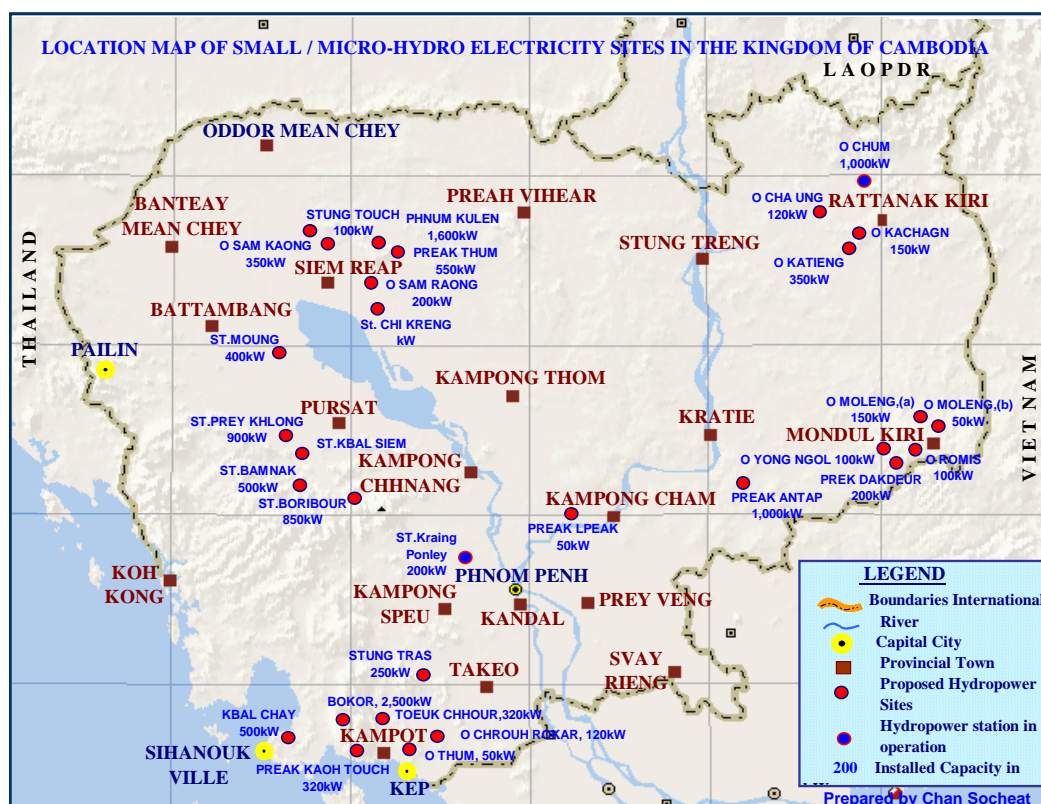 LOCATION MAP OF SMALL / MICRO-HYDRO ELECTRICITY SITES IN THE KINGDOM OF CAMBODIA
LAOPDR
ODDOR MEAN CHEY
O CHUM
1,000kW
BANTEAY
MEAN CHEY
STUNG TOUCH
100kW
PHNUM KULEN
1,600kW
PREAH VIHEAR
O CHA UNG
120kW
RATTANAK KIRI
O SAM KAONG
350kW
PREAK THUM
550kW
STUNG TRENG
O KACHAGN
150kW
O KATIENG
350kW
THAILAND
SIEM REAP
O SAM RAONG
200kW
BATTAMBANG
St. CHI KRENG
kW
ST.MOUNG
400kW
PAILIN
KAMPONG THOM
PURSAT
KRATIE
O MOLENG,(a)
150kW
O MOLENG,(b)
50kW
VIET NAM
ST.PREY KHLONG
900kW
ST.KBAL SIEM
MONDUL KIRI
O YONG NGOL 100kW
O ROMIS
100kW
ST.BAMNAK
500kW
KAMPONG
CHHNANG
PREK DAKDEUR
200kW
ST.BORIBOUR
850kW
KAMPONG CHAM
PREAK ANTAP
1,000kW
PREAK LPEAK
50kW
ST.Kraing
Ponley
200kW
PHNOM PENH
KOH
KONG
KAMPONG
SPEU
KANDAL
PREY VENG
STUNG TRAS
250kW
TAKEO
SVAY
RIENG
BOKOR, 2,500kW
KBAL CHAY
500kW
TOEUK CHHOUR,320kW,
O CHROUH ROKAR, 120kW
KAMPOT
O THUM, 50kW
SIHANOUK
VILLE
PREAK KAOH TOUCH
320kW
KEP
LEGEND
Boundaries International
River
Capital City
Provincial Town
Proposed Hydropower
Sites
Hydropower station in
operation
200 Installed Capacity in
Prepared by Chan Socheat